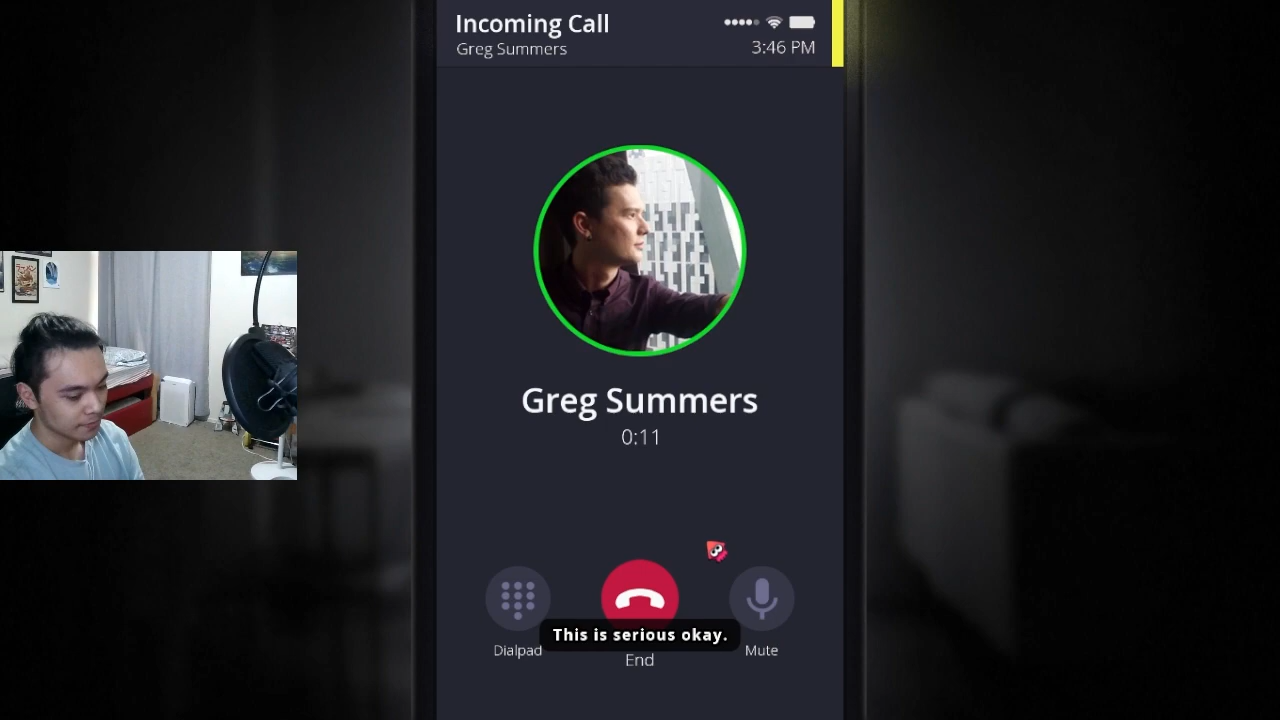 Incoming Call
Greg Summers
3:46 PM
Greg Summers
0:11
This is serious okay.
Dialpad
End
Mute